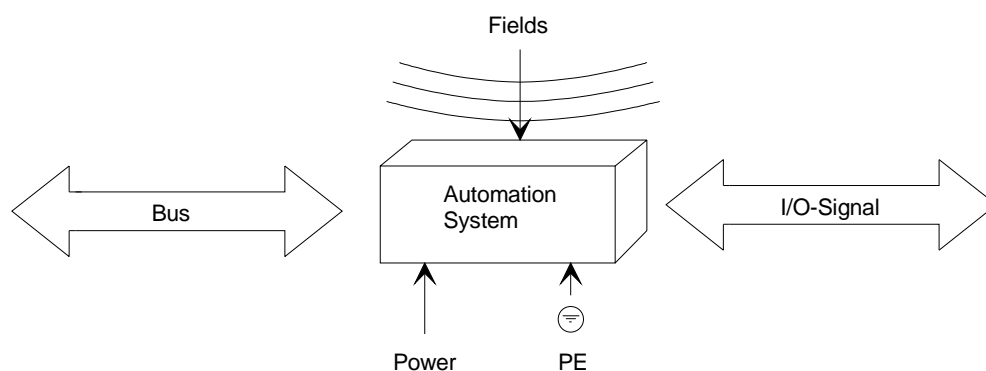 Fields
Automation
System
Bus
I/O-Signal
Power
PE